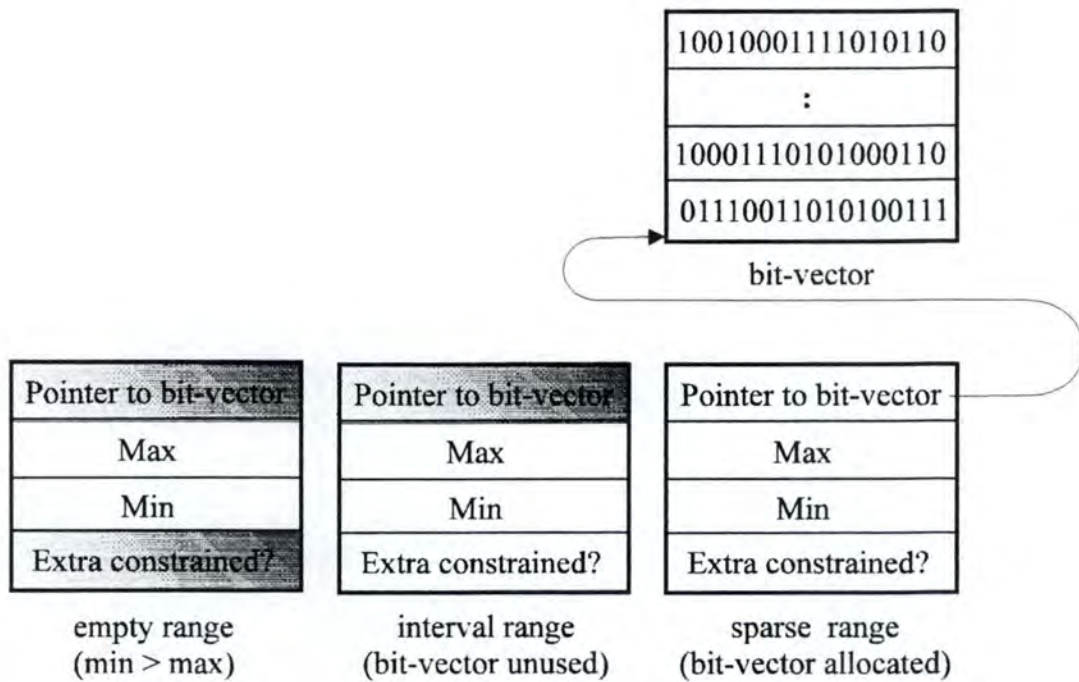 10010001111010110
:
10001110101000110
01110011010100111
bit-vector
Pointer to bit-vector
Max
Min
Extra constrained?
empty range
(min > max)
Pointer to bit-vector
Max
Min
Extra constrained?
interval range
(bit-vector unused)
Pointer to bit-vector
Max
Min
Extra constrained?
sparse range
(bit-vector allocated)